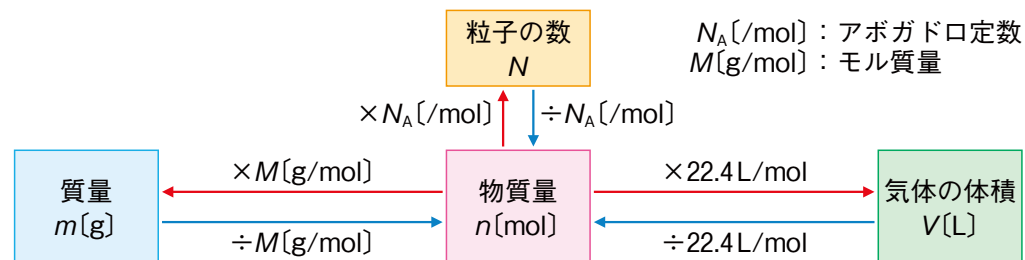 粒子の数
N
N_A〔/mol〕：アボガドロ定数
M〔g/mol〕：モル質量
×N_A〔/mol〕
÷N_A〔/mol〕
質量
m〔g〕
×M〔g/mol〕
÷M〔g/mol〕
物質量
n〔mol〕
×22.4L/mol
÷22.4L/mol
気体の体積
V〔L〕